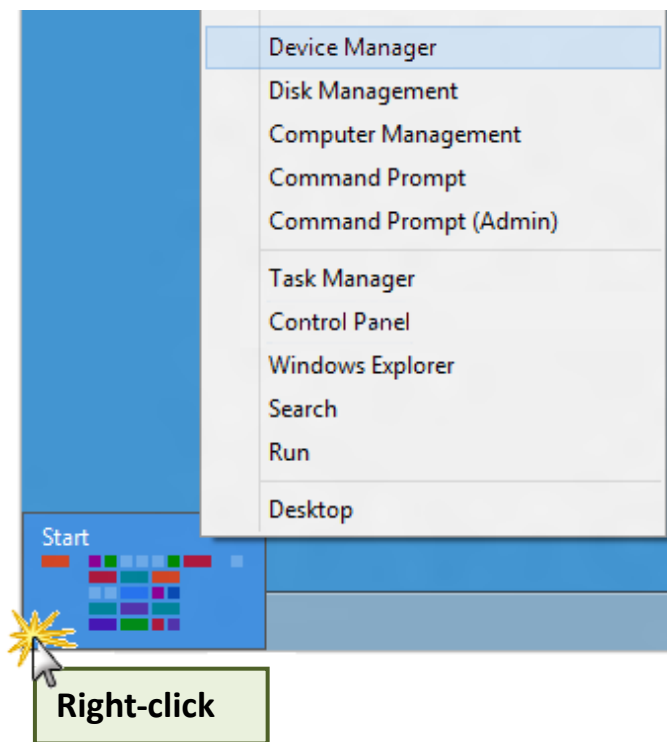 Device Manager
Disk Management
Computer Management
Command Prompt
Command Prompt (Admin)
Task Manager
Control Panel
Windows Explorer
Search
Run
Desktop
Start
Right-click